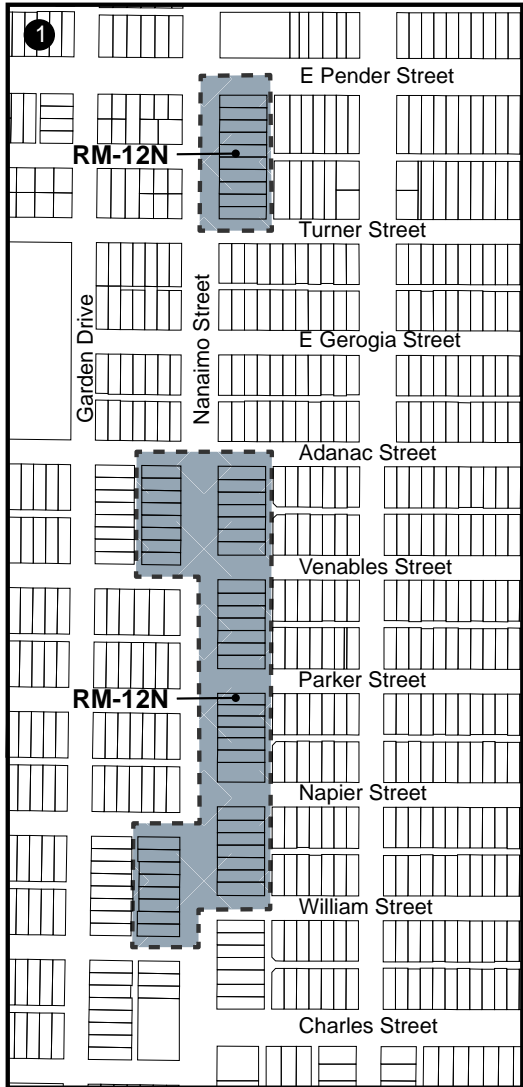 1
E Pender Street
RM-12N
Turner Street
Garden Drive
Nanaimo Street
E Gerogia Street
Adanac Street
Venables Street
Parker Street
RM-12N
Napier Street
William Street
Charles Street